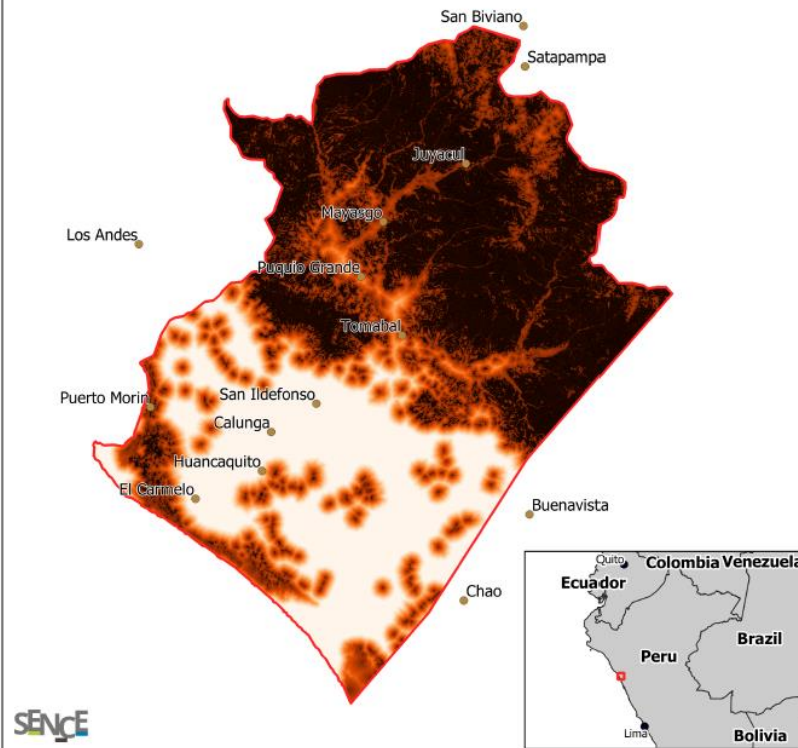 San Biviano
Satapampa
Juyacul
Mayasgo
Los Andes
Puquio Grande
Tomabal
Puerto Morin
San Ildefonso
Calunga
Huancaquito
El Carmelo
Buenavista
Chao
Quito
Colombia
Venezuela
Ecuador
Brazil
Peru
Lima
Bolivia
SENCE